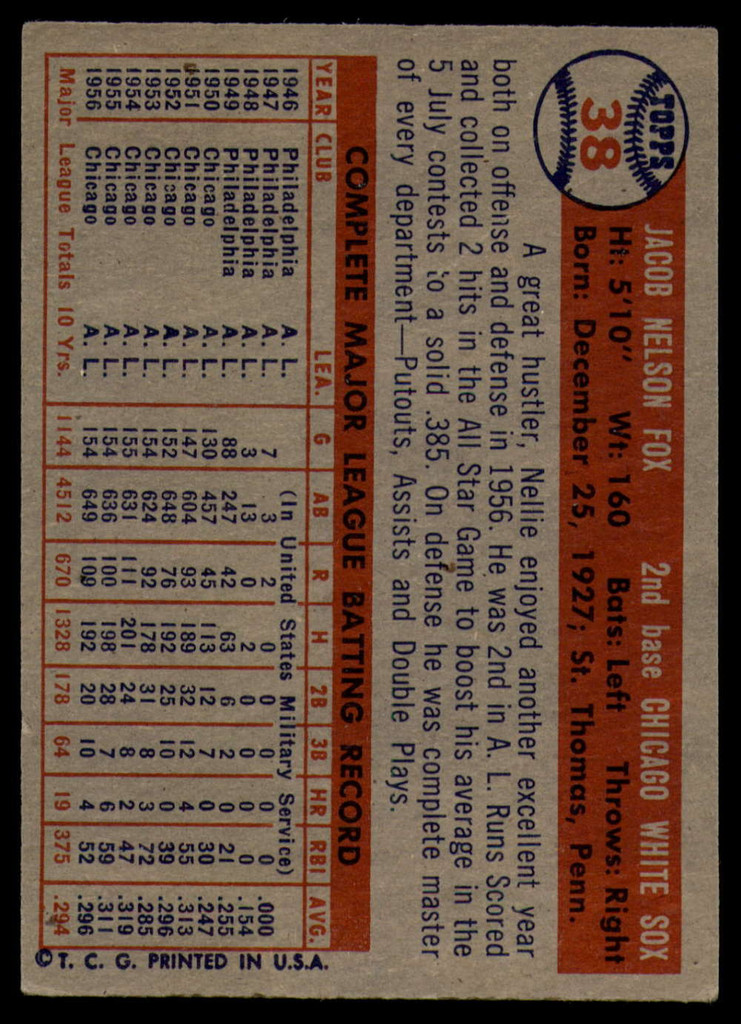 TOPPS
38
JACOB NELSON FOX 2nd base CHICAGO WHITE SOX
Ht: 5'10" Wt: 160 Bats: Left Throws: Right
Born: December 25, 1927; St. Thomas, Penn.
A great hustler, Nellie enjoyed another excellent year
both on offense and defense in 1956. He was 2nd in A. L. Runs Scored
and collected 2 hits in the All Star Game to boost his average in the
5 July contests to a solid .385. On defense he was complete master
of every department—Putouts, Assists and Double Plays.
COMPLETE MAJOR LEAGUE BATTING RECORD
YEAR CLUB LEA. G AB R H 2B 3B HR RBI AVG.
1946 Philadelphia A. L. (In United States Military Service)
1947 Philadelphia A. L. 7 3 2 0 0 0 0 0 .000
1948 Philadelphia A. L. 3 13 0 2 0 0 0 0 .154
1949 Philadelphia A. L. 88 247 42 63 6 2 0 21 .255
1950 Chicago A. L. 130 457 45 113 12 7 0 30 .247
1951 Chicago A. L. 147 604 93 189 32 12 4 55 .313
1952 Chicago A. L. 152 648 76 192 25 10 0 39 .296
1953 Chicago A. L. 154 624 92 178 31 8 3 72 .285
1954 Chicago A. L. 155 631 111 201 24 8 2 47 .319
1955 Chicago A. L. 154 636 100 198 28 7 6 59 .311
1956 Chicago A. L. 154 649 109 192 20 10 4 52 .296
Major League Totals 10 Yrs. 1144 4512 670 1328 178 64 19 375 .294
© T. C. G. PRINTED IN U.S.A.